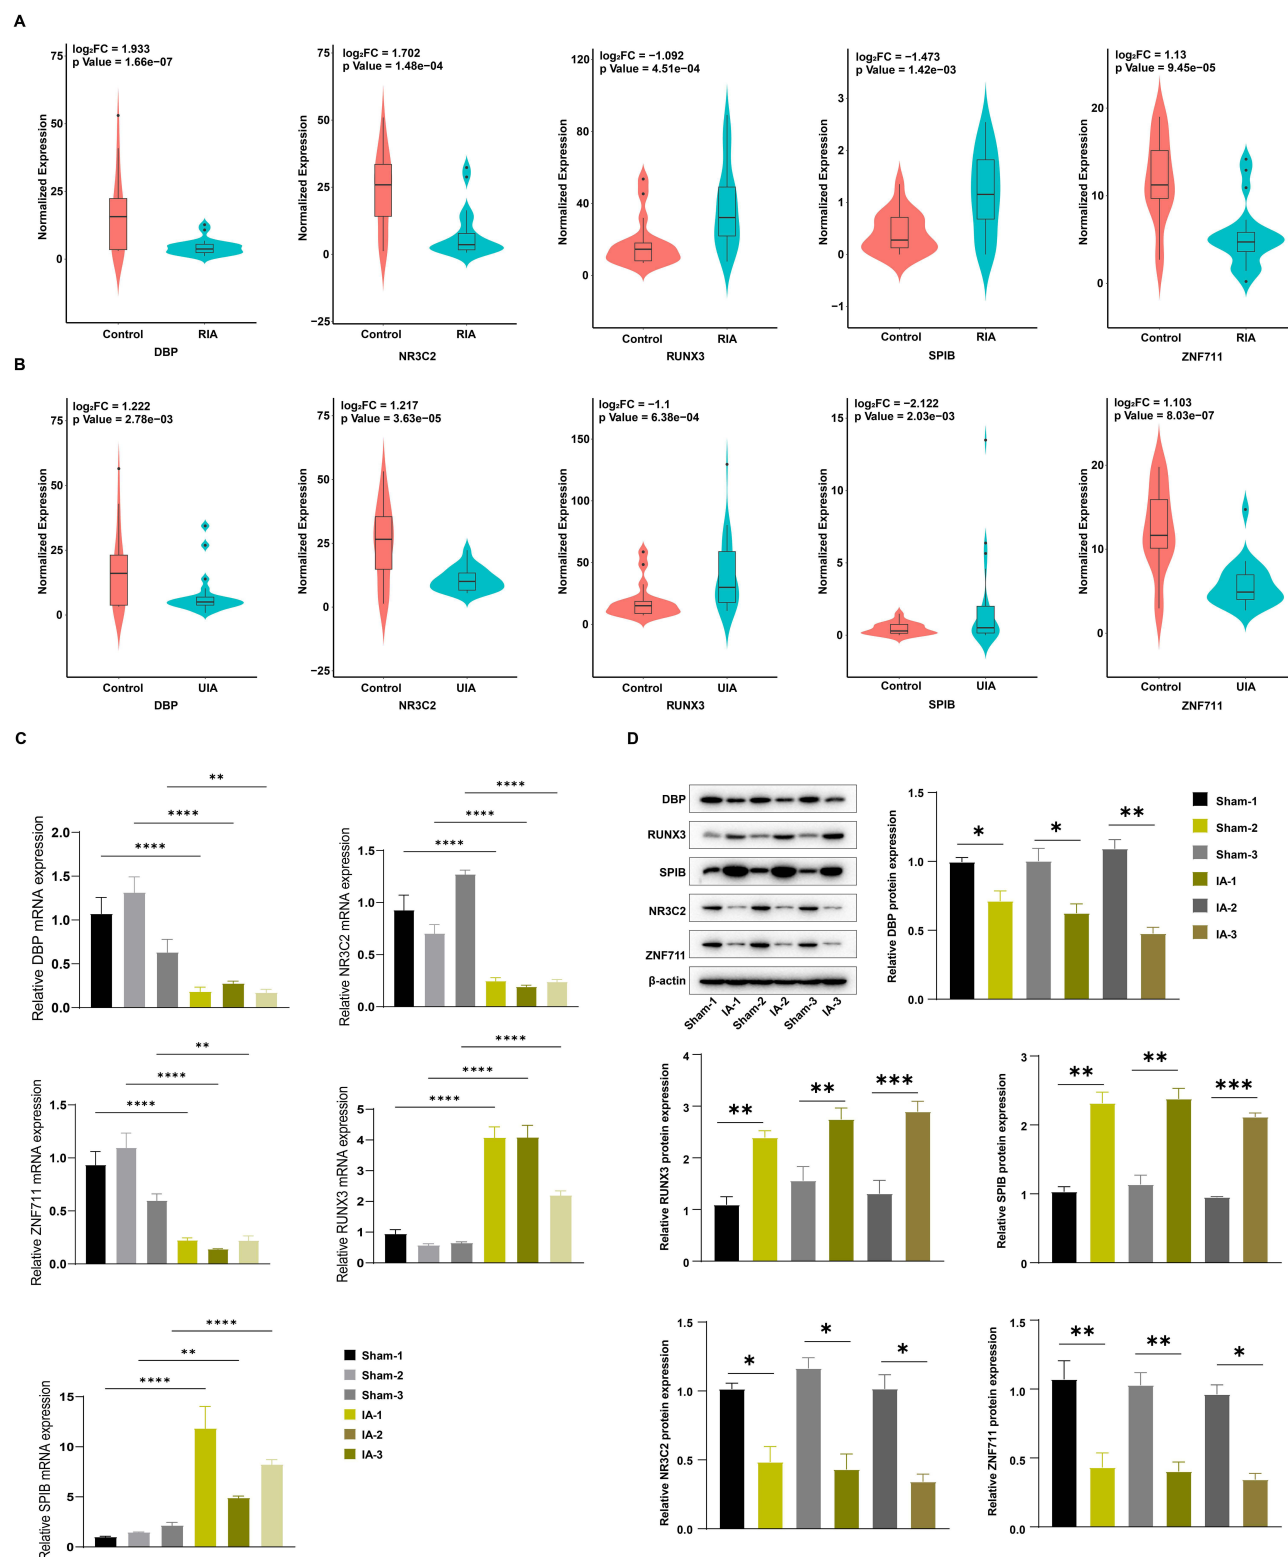 A
log₂FC = 1.933
p Value = 1.66e−07
Normalized Expression
75
50
25
0
Control
RIA
DBP
log₂FC = 1.702
p Value = 1.48e−04
Normalized Expression
75
50
25
0
−25
Control
RIA
NR3C2
log₂FC = −1.092
p Value = 4.51e−04
Normalized Expression
120
80
40
0
Control
RIA
RUNX3
log₂FC = −1.473
p Value = 1.42e−03
Normalized Expression
3
2
1
0
−1
Control
RIA
SPIB
log₂FC = 1.13
p Value = 9.45e−05
Normalized Expression
20
10
0
Control
RIA
ZNF711
B
log₂FC = 1.222
p Value = 2.78e−03
Normalized Expression
75
50
25
0
Control
UIA
DBP
log₂FC = 1.217
p Value = 3.63e−05
Normalized Expression
75
50
25
0
−25
Control
UIA
NR3C2
log₂FC = −1.1
p Value = 6.38e−04
Normalized Expression
150
100
50
0
Control
UIA
RUNX3
log₂FC = −2.122
p Value = 2.03e−03
Normalized Expression
15
10
5
0
Control
UIA
SPIB
log₂FC = 1.103
p Value = 8.03e−07
Normalized Expression
20
10
0
Control
UIA
ZNF711
C
**
****
****
Relative DBP mRNA expression
2.0
1.5
1.0
0.5
0.0
****
****
****
Relative NR3C2 mRNA expression
1.5
1.0
0.5
0.0
**
****
****
Relative ZNF711 mRNA expression
1.5
1.0
0.5
0.0
****
****
****
Relative RUNX3 mRNA expression
5
4
3
2
1
0
****
**
****
Relative SPIB mRNA expression
15
10
5
0
Sham-1
Sham-2
Sham-3
IA-1
IA-2
IA-3
D
DBP
RUNX3
SPIB
NR3C2
ZNF711
β-actin
Sham-1
IA-1
Sham-2
IA-2
Sham-3
IA-3
Relative DBP protein expression
1.5
1.0
0.5
0.0
*
*
**
Sham-1
Sham-2
Sham-3
IA-1
IA-2
IA-3
Relative RUNX3 protein expression
4
3
2
1
0
**
**
***
Relative SPIB protein expression
3
2
1
0
**
**
***
Relative NR3C2 protein expression
1.5
1.0
0.5
0.0
*
*
*
Relative ZNF711 protein expression
1.5
1.0
0.5
0.0
**
**
*